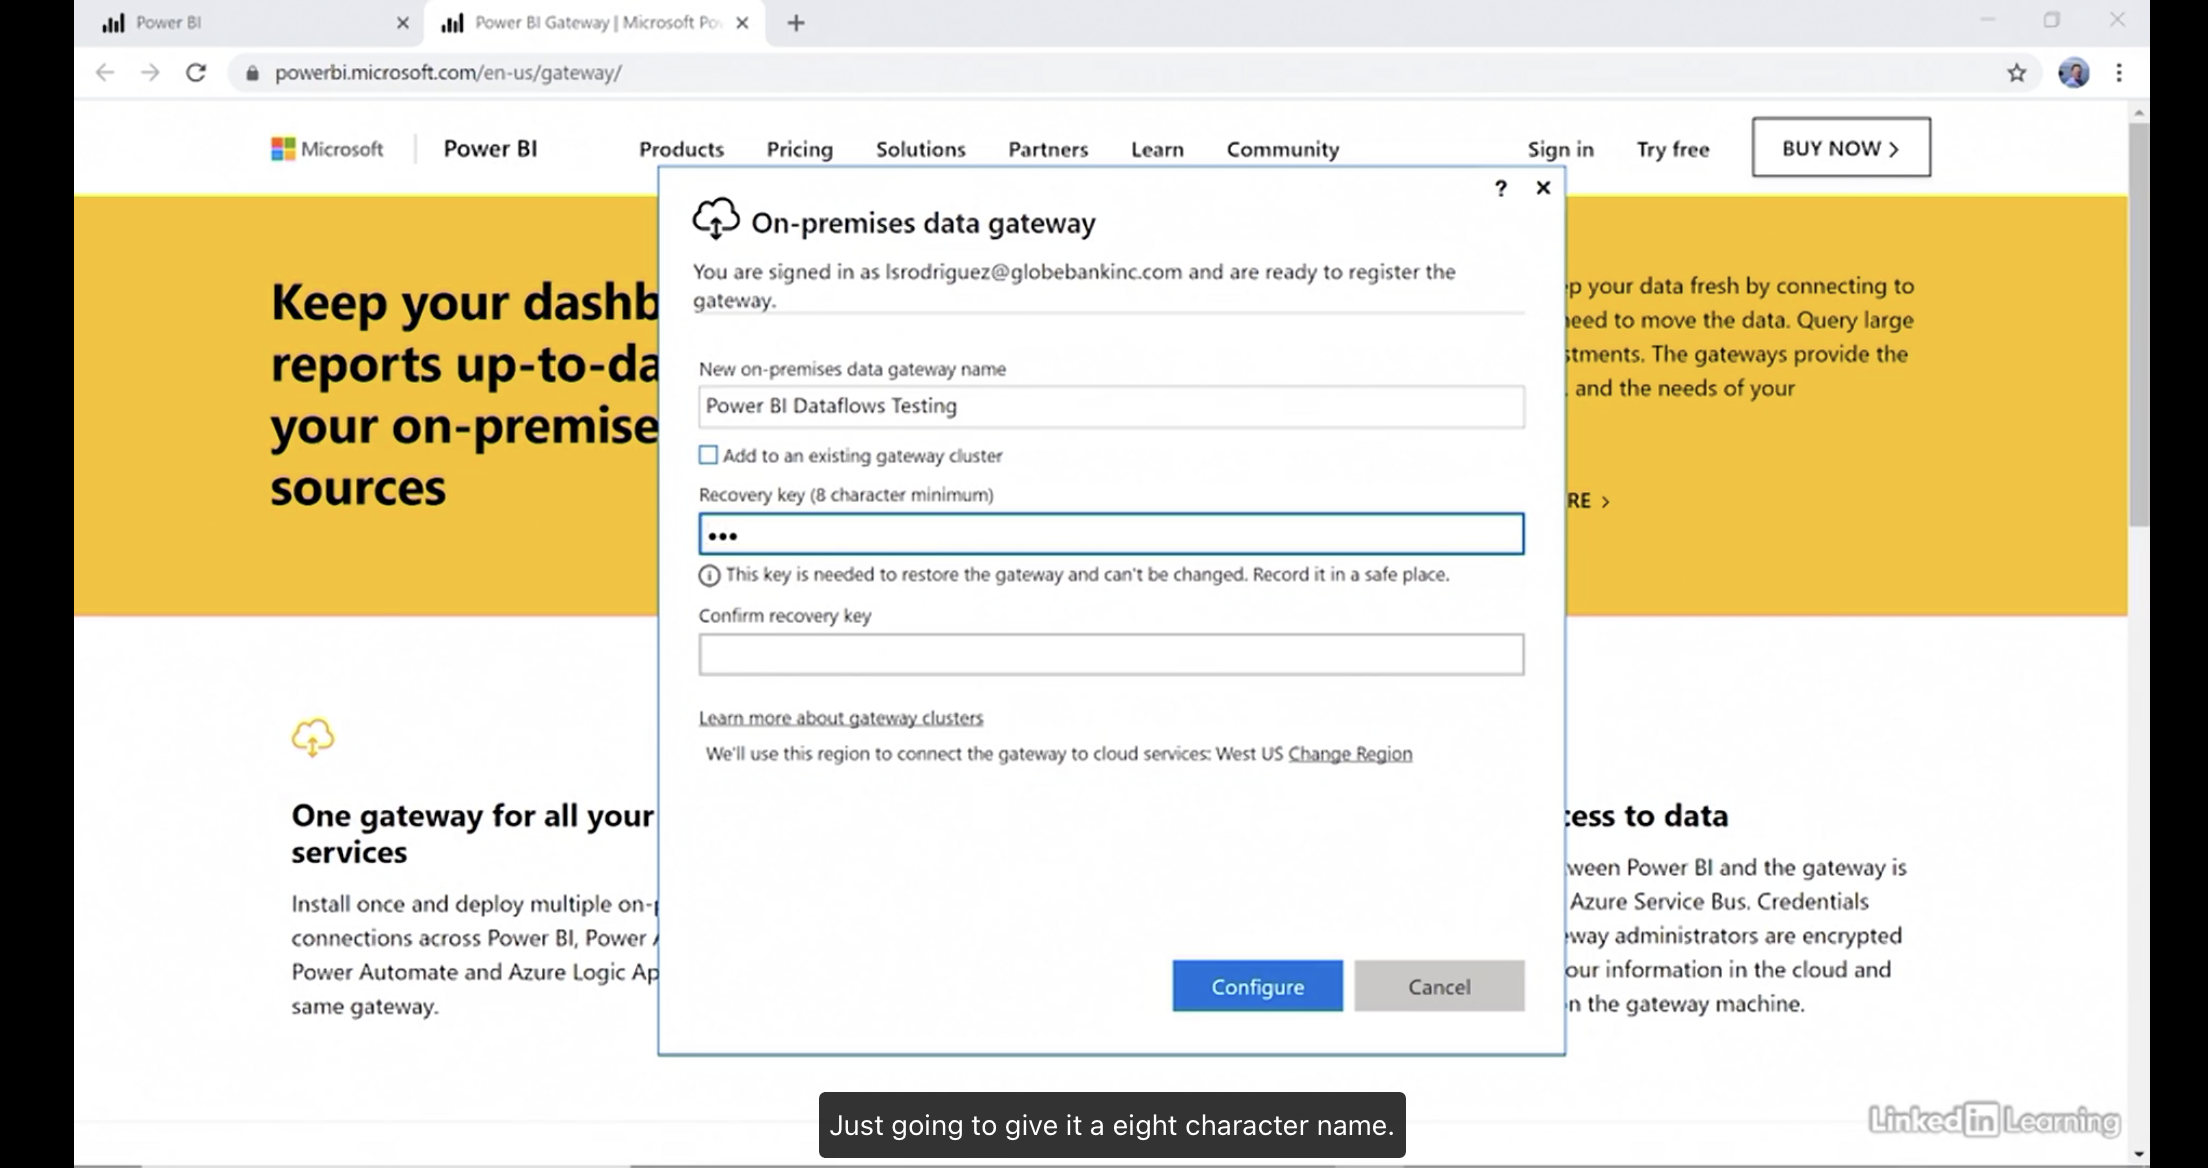 Power BI
Power BI Gateway | Microsoft Po
powerbi.microsoft.com/en-us/gateway/
Microsoft
Power BI
Products
Pricing
Solutions
Partners
Learn
Community
Sign in
Try free
BUY NOW >
Keep your dashb
reports up-to-da
your on-premise
sources
? ×
On-premises data gateway
You are signed in as lsrodriguez@globebankinc.com and are ready to register the
gateway.
New on-premises data gateway name
Power BI Dataflows Testing
Add to an existing gateway cluster
Recovery key (8 character minimum)
•••
This key is needed to restore the gateway and can't be changed. Record it in a safe place.
Confirm recovery key
Learn more about gateway clusters
We'll use this region to connect the gateway to cloud services: West US Change Region
Configure
Cancel
p your data fresh by connecting to
need to move the data. Query large
stments. The gateways provide the
. and the needs of your
RE >
One gateway for all your
services
Install once and deploy multiple on-p
connections across Power BI, Power A
Power Automate and Azure Logic Ap
same gateway.
cess to data
ween Power BI and the gateway is
Azure Service Bus. Credentials
way administrators are encrypted
our information in the cloud and
n the gateway machine.
Just going to give it a eight character name.
Linked in Learning